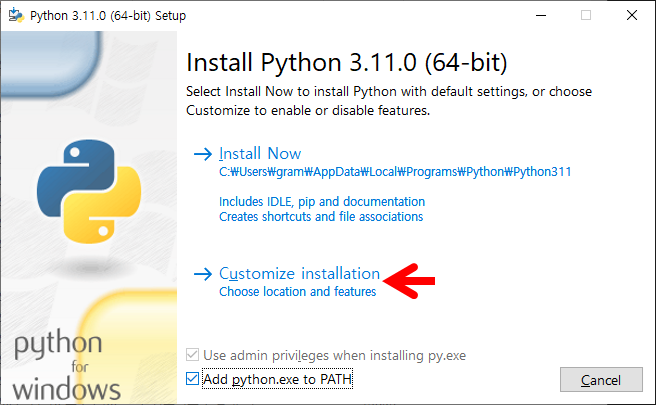 Python 3.11.0 (64-bit) Setup
Install Python 3.11.0 (64-bit)
Select Install Now to install Python with default settings, or choose
Customize to enable or disable features.
Install Now
C:₩Users₩gram₩AppData₩Local₩Programs₩Python₩Python311
Includes IDLE, pip and documentation
Creates shortcuts and file associations
Customize installation
Choose location and features
python
for
windows
Use admin privileges when installing py.exe
Add python.exe to PATH
Cancel